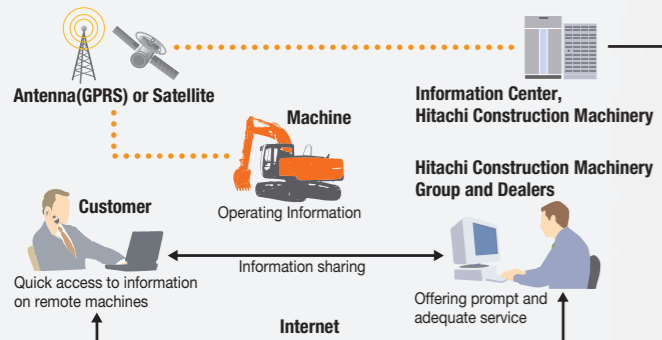 Antenna(GPRS) or Satellite
Information Center,
Hitachi Construction Machinery
Machine
Operating Information
Hitachi Construction Machinery
Group and Dealers
Customer
Quick access to information
on remote machines
Information sharing
Offering prompt and
adequate service
Internet